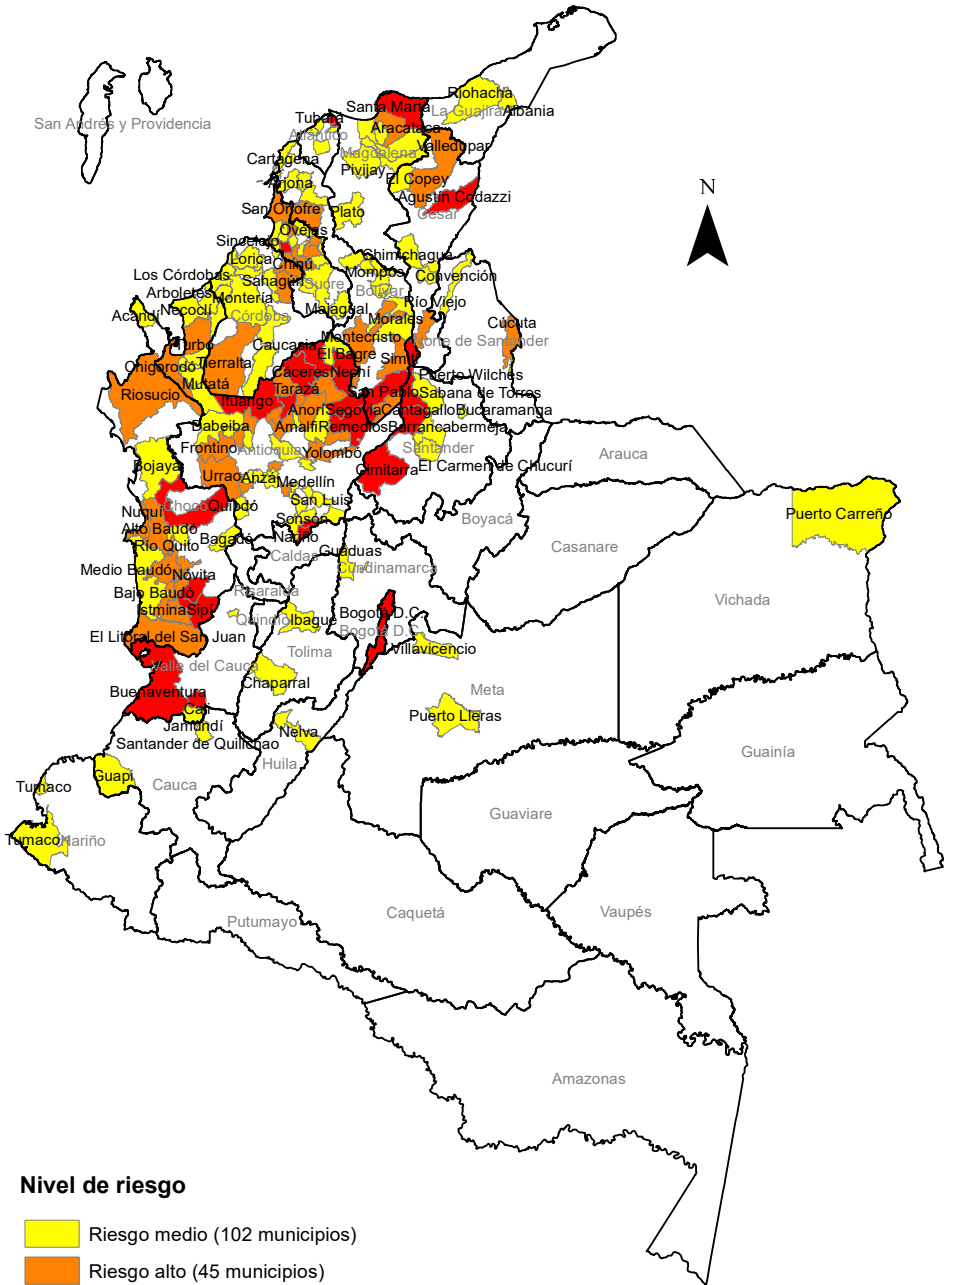 Riohacha
Santa Marta
La Guajira
Albania
Tubará
San Andrés y Providencia
Atlántico
Aracataca
Magdalena
Valledupar
Cartagena
Pivijay
El Copey
Arjona
Agustín Codazzi
Cesar
San Onofre
Plato
N
Ovejas
Sincelejo
Lorica
Chimichagua
Chinú
Mompós
Los Córdobas
Sahagún
Sucre
Convención
Arboletes
Montería
Bolívar
Río Viejo
Acandí
Necoclí
Córdoba
Majagual
Morales
Cúcuta
Turbo
Caucasia
Montecristo
Norte de Santander
El Bagre
Simití
Chigorodó
Tierralta
Cáceres
Nechí
Puerto Wilches
Mutatá
Tarazá
Riosucio
Ituango
San Pablo
Sabana de Torres
Anorí
Segovia
Cantagallo
Bucaramanga
Dabeiba
Amalfi
Remedios
Barrancabermeja
Frontino
Antioquia
Yolombó
Santander
Arauca
Bojaya
Cimitarra
El Carmen de Chucurí
Urrao
Anzá
Medellín
Nuquí
Chocó
Quibdó
San Luis
Puerto Carreño
Alto Baudó
Sonsón
Boyacá
Río Quito
Bagadó
Nariño
Casanare
Caldas
Guaduas
Medio Baudó
Nóvita
Cundinamarca
Bajo Baudó
Risaralda
Vichada
Istmina
Sipí
Quindío
Ibague
Bogotá D.C.
Bogotá D.C.
El Litoral del San Juan
Tolima
Villavicencio
Valle del Cauca
Chaparral
Meta
Buenaventura
Cali
Puerto Lleras
Jamundí
Neiva
Santander de Quilichao
Guainía
Huila
Guapi
Cauca
Tumaco
Guaviare
Tumaco
Nariño
Caquetá
Vaupés
Putumayo
Amazonas
Nivel de riesgo
Riesgo medio (102 municipios)
Riesgo alto (45 municipios)